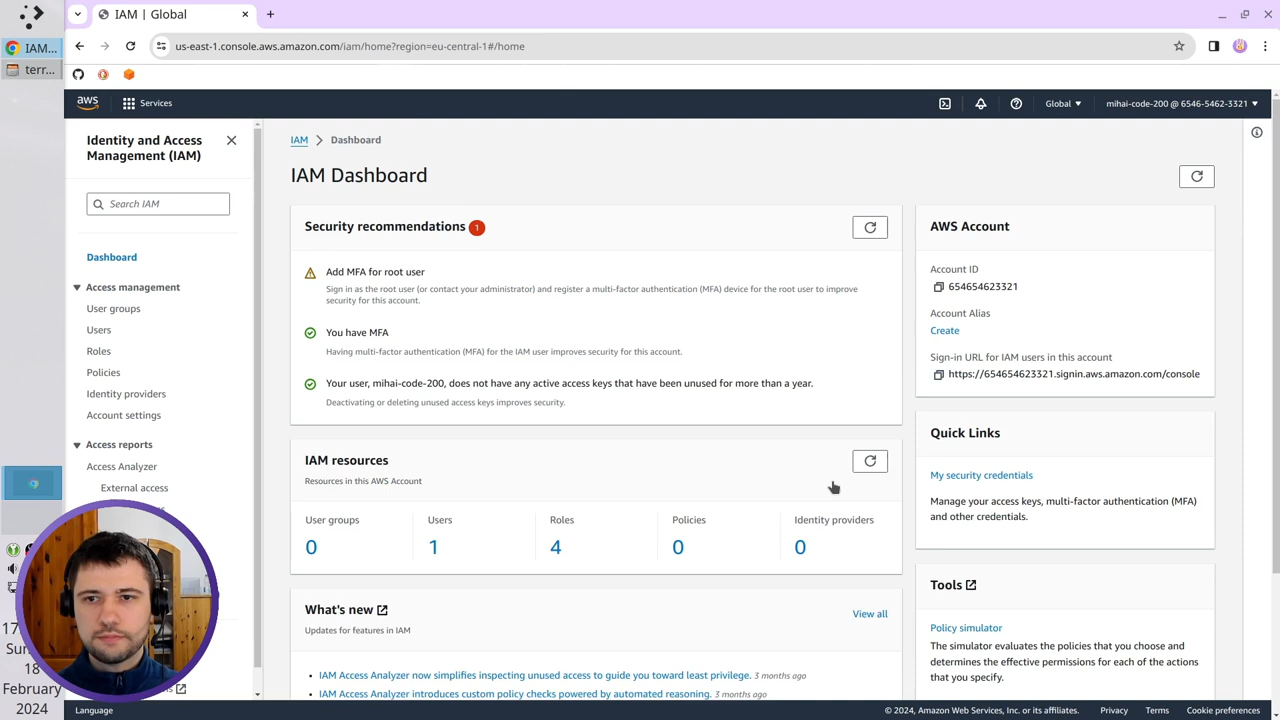 IAM | Global
IAM...
terr...
us-east-1.console.aws.amazon.com/iam/home?region=eu-central-1#/home
aws
Services
Global
mihai-code-200 @ 6546-5462-3321
Identity and Access
Management (IAM)
Search IAM
Dashboard
Access management
User groups
Users
Roles
Policies
Identity providers
Account settings
Access reports
Access Analyzer
External access
IAM
Dashboard
IAM Dashboard
Security recommendations 1
Add MFA for root user
Sign in as the root user (or contact your administrator) and register a multi-factor authentication (MFA) device for the root user to improve
security for this account.
You have MFA
Having multi-factor authentication (MFA) for the IAM user improves security for this account.
Your user, mihai-code-200, does not have any active access keys that have been unused for more than a year.
Deactivating or deleting unused access keys improves security.
IAM resources
Resources in this AWS Account
User groups
0
Users
1
Roles
4
Policies
0
Identity providers
0
What's new
View all
Updates for features in IAM
IAM Access Analyzer now simplifies inspecting unused access to guide you toward least privilege. 3 months ago
IAM Access Analyzer introduces custom policy checks powered by automated reasoning. 3 months ago
AWS Account
Account ID
654654623321
Account Alias
Create
Sign-in URL for IAM users in this account
https://654654623321.signin.aws.amazon.com/console
Quick Links
My security credentials
Manage your access keys, multi-factor authentication (MFA)
and other credentials.
Tools
Policy simulator
The simulator evaluates the policies that you choose and
determines the effective permissions for each of the actions
that you specify.
18
February
2024
Language
© 2024, Amazon Web Services, Inc. or its affiliates.
Privacy
Terms
Cookie preferences